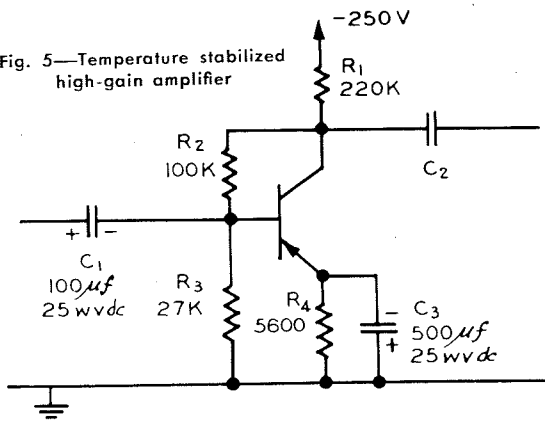 -250V
Fig. 5—Temperature stabilized
high-gain amplifier
R1
220K
R2
100K
C2
+ -
C1
100µf
25wvdc
R3
27K
R4
5600
-
C3
500µf
+
25wvdc